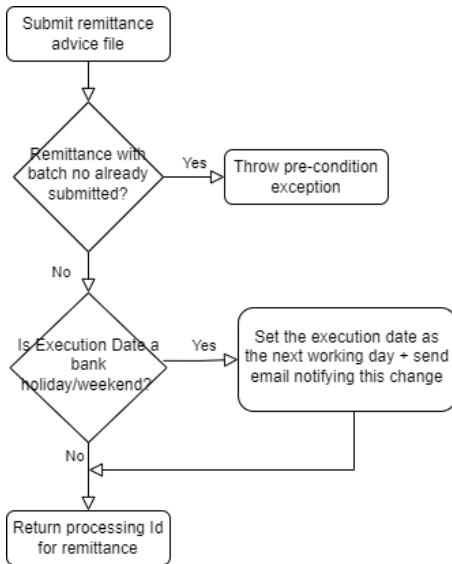 Submit remittance
advice file
Remittance with
batch no already
submitted?
Yes
Throw pre-condition
exception
No
Is Execution Date a
bank
holiday/weekend?
Yes
Set the execution date as
the next working day + send
email notifying this change
No
Return processing Id
for remittance